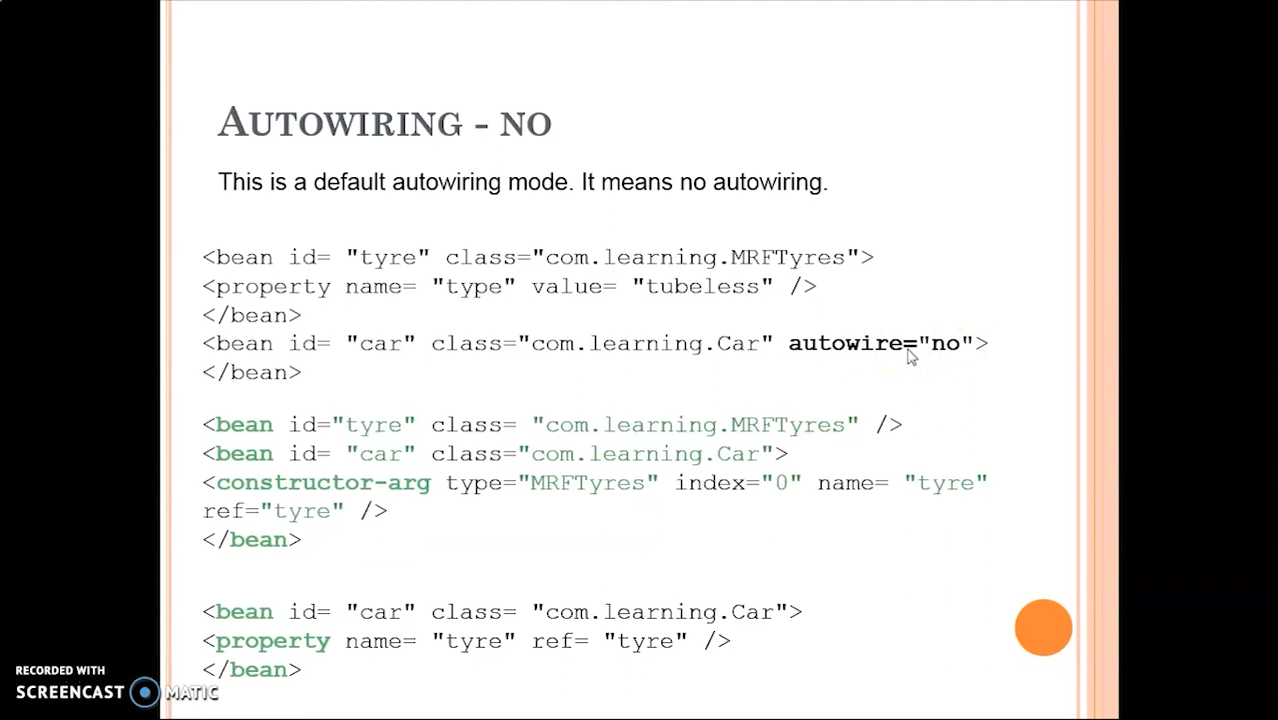 AUTOWIRING - NO
This is a default autowiring mode. It means no autowiring.
<bean id= "tyre" class="com.learning.MRFTyres">
<property name= "type" value= "tubeless" />
</bean>
<bean id= "car" class="com.learning.Car" autowire="no">
</bean>
<bean id="tyre" class= "com.learning.MRFTyres" />
<bean id= "car" class="com.learning.Car">
<constructor-arg type="MRFTyres" index="0" name= "tyre"
ref="tyre" />
</bean>
<bean id= "car" class= "com.learning.Car">
<property name= "tyre" ref= "tyre" />
</bean>
RECORDED WITH
SCREENCAST MATIC